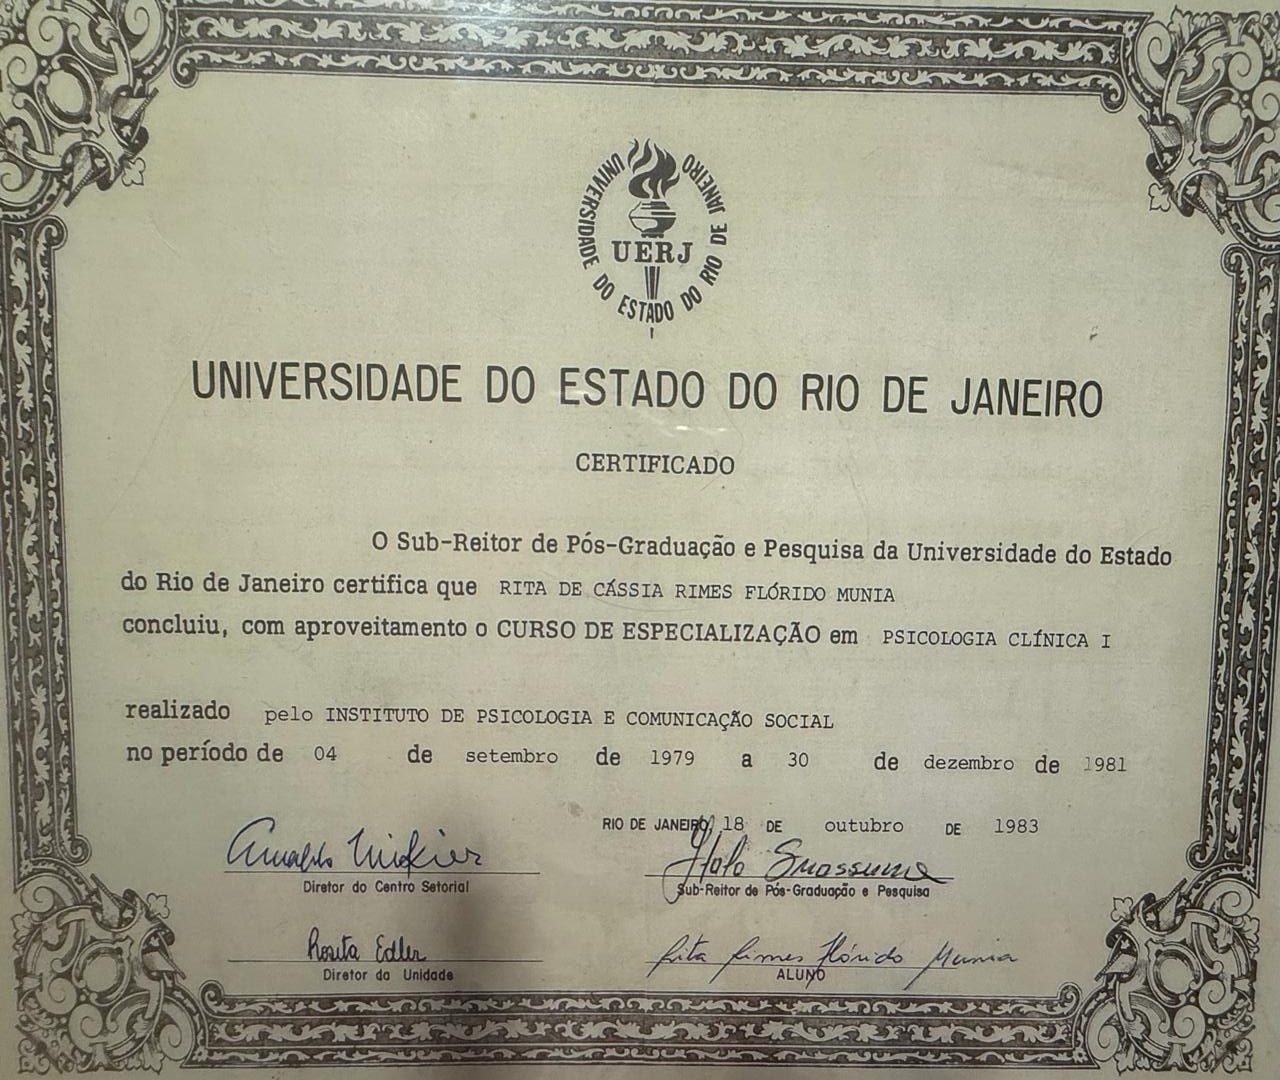 UNIVERSIDADE DO ESTADO DO RIO DE JANEIRO
UERJ
UNIVERSIDADE DO ESTADO DO RIO DE JANEIRO
CERTIFICADO
O Sub-Reitor de Pós-Graduação e Pesquisa da Universidade do Estado
do Rio de Janeiro certifica que RITA DE CÁSSIA RIMES FLÓRIDO MUNIA
concluiu, com aproveitamento o CURSO DE ESPECIALIZAÇÃO em PSICOLOGIA CLÍNICA I
realizado pelo INSTITUTO DE PSICOLOGIA E COMUNICAÇÃO SOCIAL
no período de 04 de setembro de 1979 a 30 de dezembro de 1981
RIO DE JANEIRO, 18 DE outubro DE 1983
Diretor do Centro Setorial
Sub-Reitor de Pós-Graduação e Pesquisa
Rosita Edler
Rita Rimes Flórido Munia
Diretor da Unidade
ALUNO